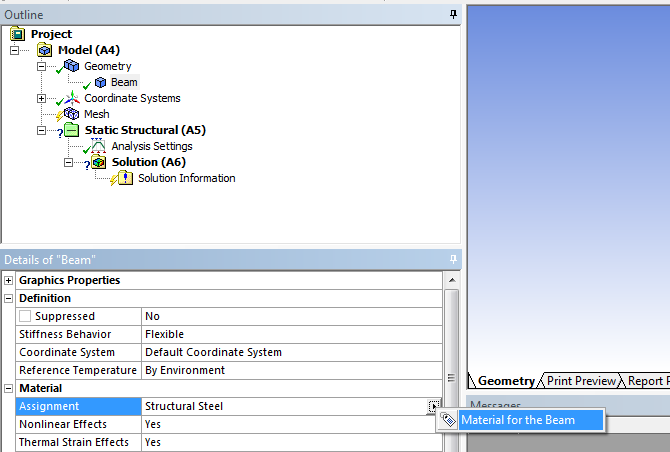 Outline
Project
Model (A4)
Geometry
Beam
Coordinate Systems
Mesh
Static Structural (A5)
Analysis Settings
Solution (A6)
Solution Information
Details of "Beam"
Graphics Properties
Definition
Suppressed No
Stiffness Behavior Flexible
Coordinate System Default Coordinate System
Reference Temperature By Environment
Material
Assignment Structural Steel
Nonlinear Effects Yes
Thermal Strain Effects Yes
Geometry Print Preview Report P
Messages
Material for the Beam